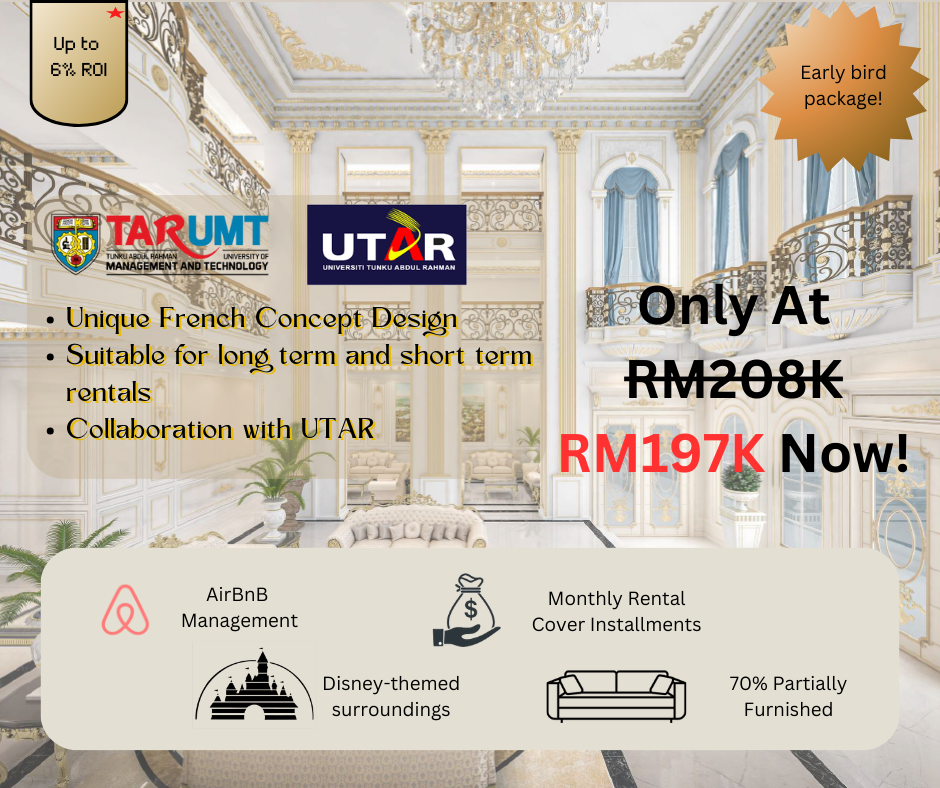 Up to
6% ROI
Early bird
package!
TARUMT
TUNKU ABDUL RAHMAN UNIVERSITY OF
MANAGEMENT AND TECHNOLOGY
UTAR
UNIVERSITI TUNKU ABDUL RAHMAN
• Unique French Concept Design
• Suitable for long term and short term
rentals
• Collaboration with UTAR
Only At
RM208K
RM197K Now!
AirBnB
Management
$
Monthly Rental
Cover Installments
Disney-themed
surroundings
70% Partially
Furnished